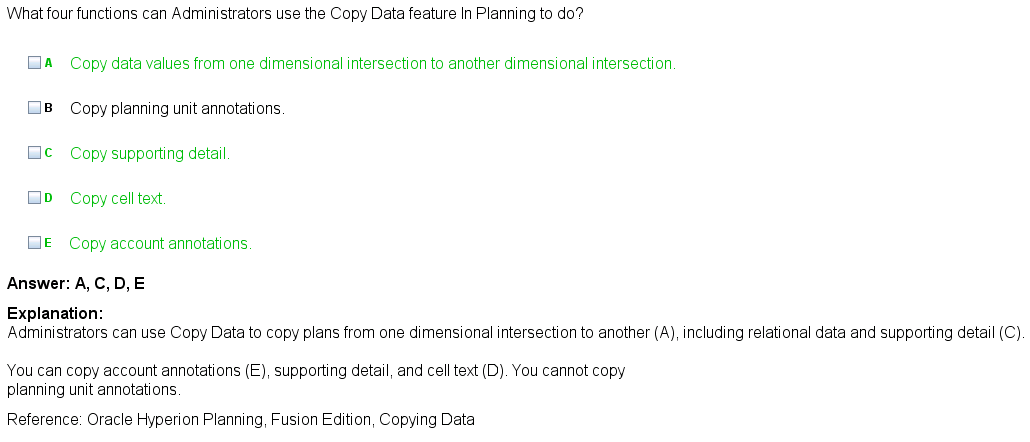 What four functions can Administrators use the Copy Data feature In Planning to do?
A Copy data values from one dimensional intersection to another dimensional intersection.
B Copy planning unit annotations.
C Copy supporting detail.
D Copy cell text.
E Copy account annotations.
Answer: A, C, D, E
Explanation:
Administrators can use Copy Data to copy plans from one dimensional intersection to another (A), including relational data and supporting detail (C).
You can copy account annotations (E), supporting detail, and cell text (D). You cannot copy
planning unit annotations.
Reference: Oracle Hyperion Planning, Fusion Edition, Copying Data